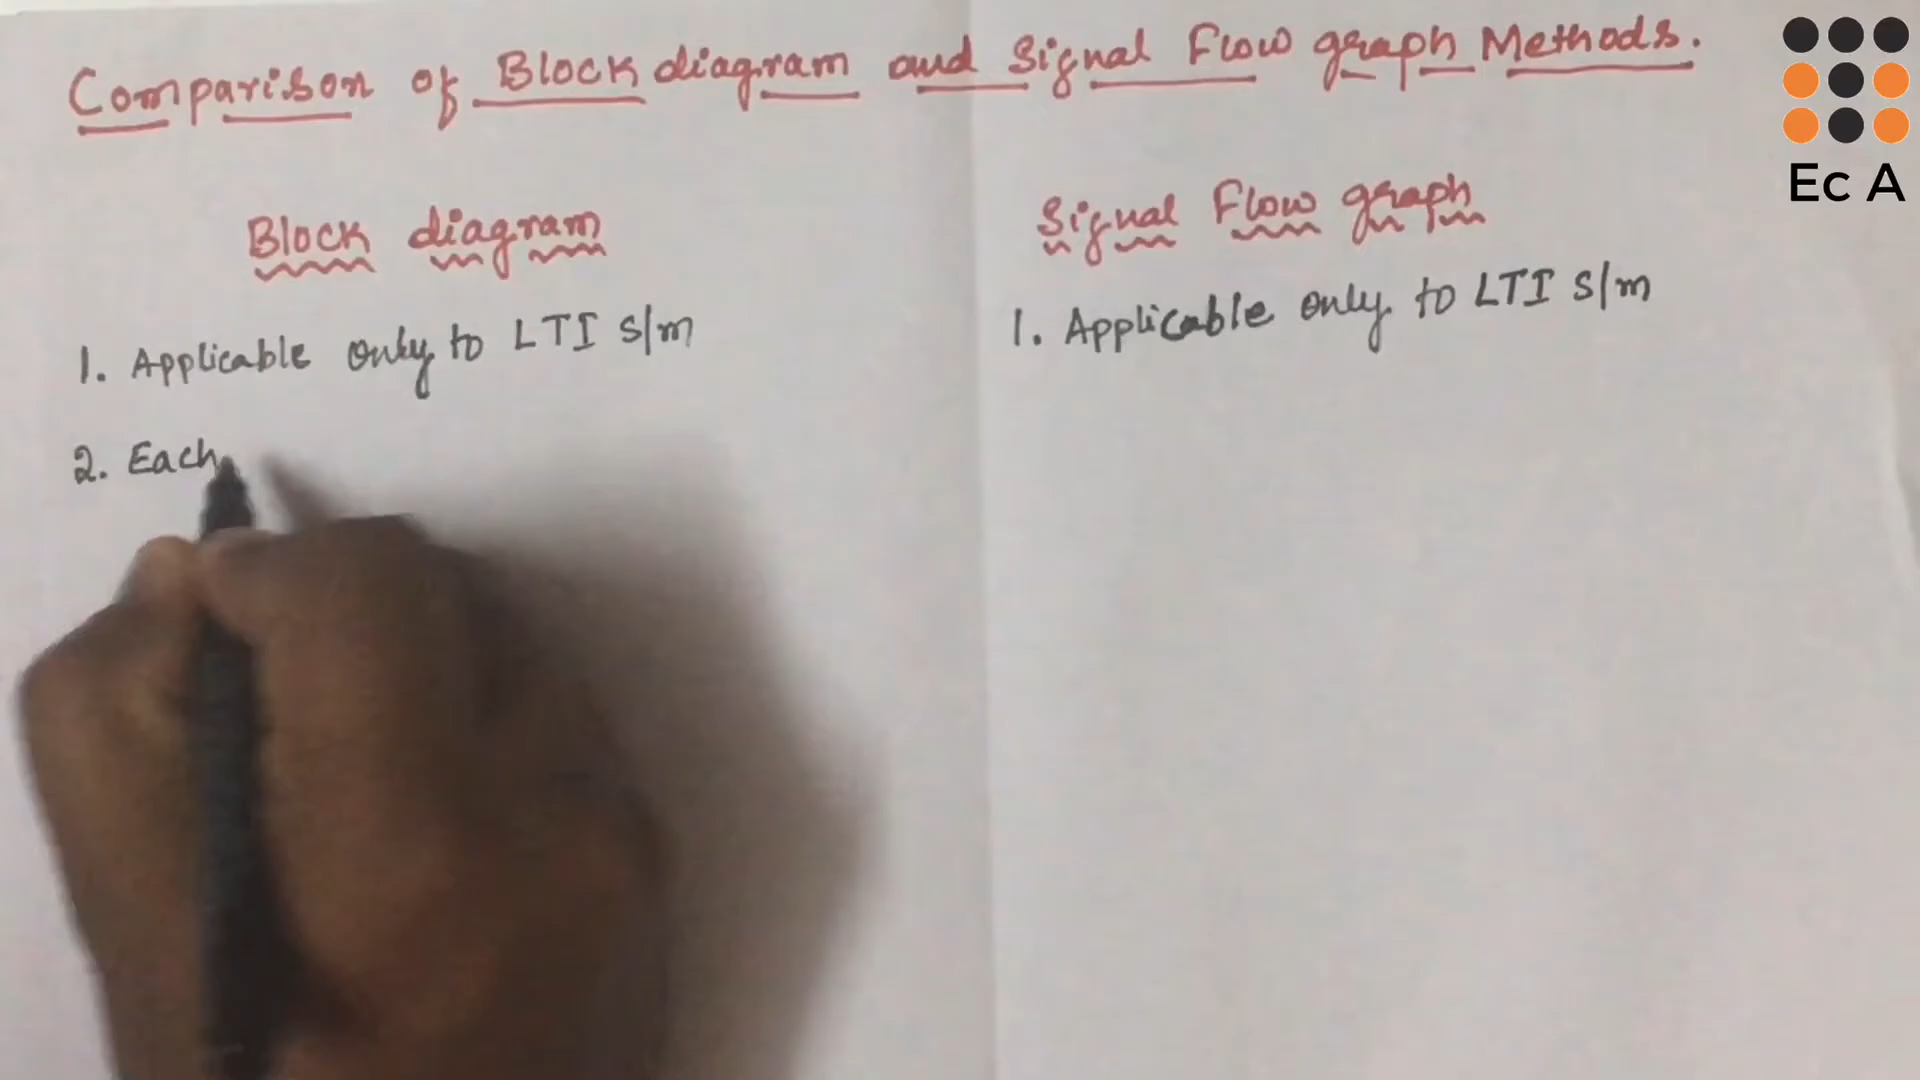 Comparison of Block diagram and Signal Flow graph Methods.
Ec A
Block diagram
Signal Flow graph
1. Applicable only to LTI s/m
1. Applicable only to LTI s/m
2. Each